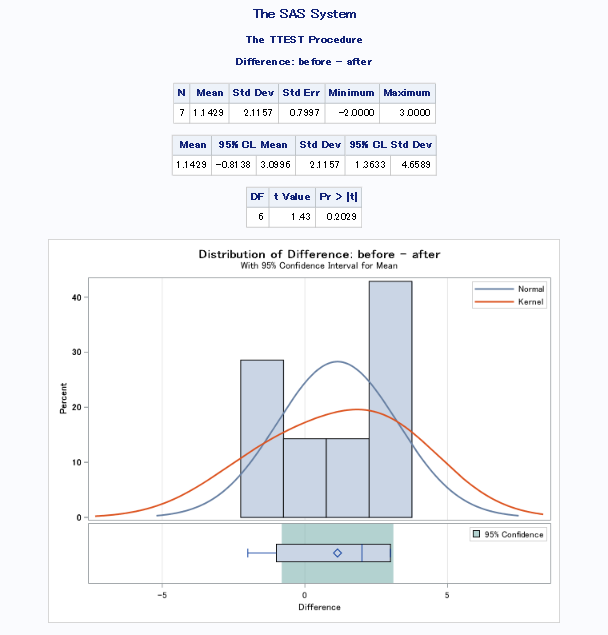 The SAS System
The TTEST Procedure
Difference: before - after
N Mean Std Dev Std Err Minimum Maximum
7 1.1429 2.1157 0.7997 -2.0000 3.0000
Mean 95% CL Mean Std Dev 95% CL Std Dev
1.1429 -0.8138 3.0996 2.1157 1.3633 4.6589
DF t Value Pr > |t|
6 1.43 0.2029
Distribution of Difference: before - after
With 95% Confidence Interval for Mean
Normal
Kernel
40
30
20
10
0
Percent
95% Confidence
-5 0 5
Difference